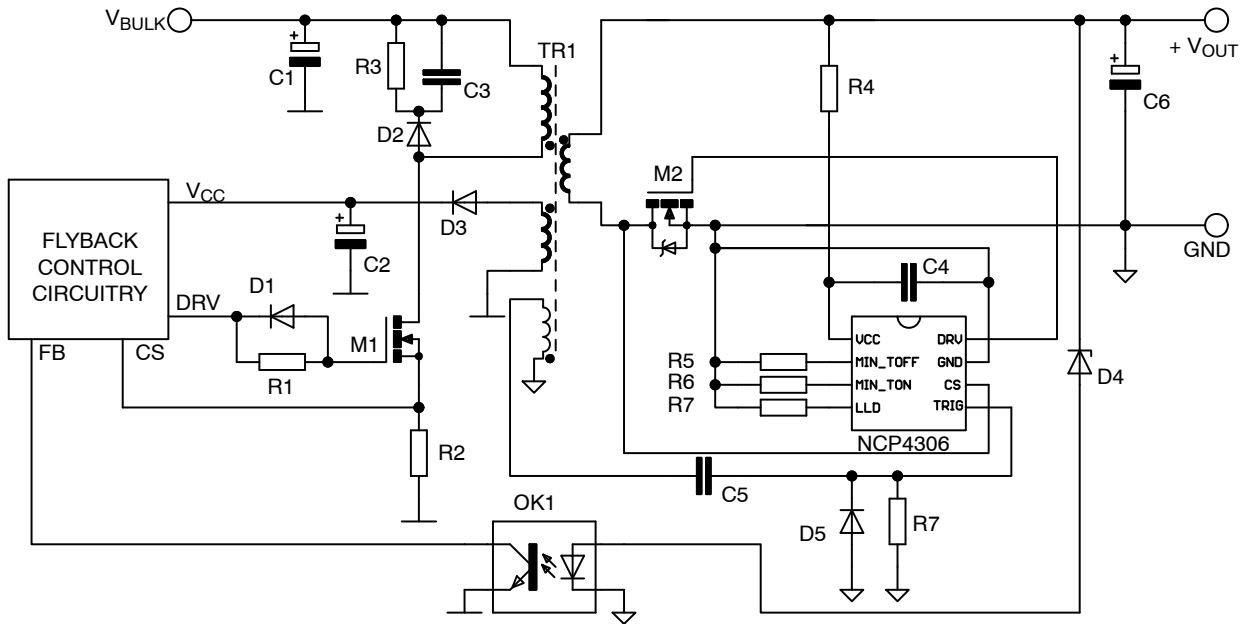 VBULK
+
C1
R3
C3
D2
TR1
R4
+
C6
+ VOUT
GND
FLYBACK
CONTROL
CIRCUITRY
VCC
DRV
FB
CS
+
C2
D3
D1
R1
M1
R2
M2
C4
VCC
MIN_TOFF
MIN_TON
LLD
DRV
GND
CS
TRIG
NCP4306
R5
R6
R7
D4
C5
D5
R7
OK1